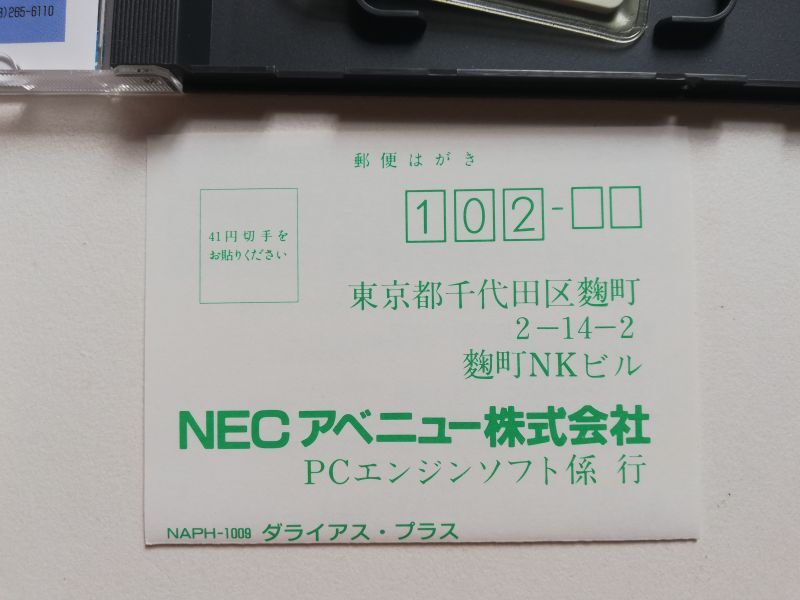 )265-6110
郵便はがき
41円切手を
お貼りください
102-
東京都千代田区麴町
2-14-2
麴町NKビル
NECアベニュー株式会社
PCエンジンソフト係 行
NAPH-1009 ダライアス・プラス